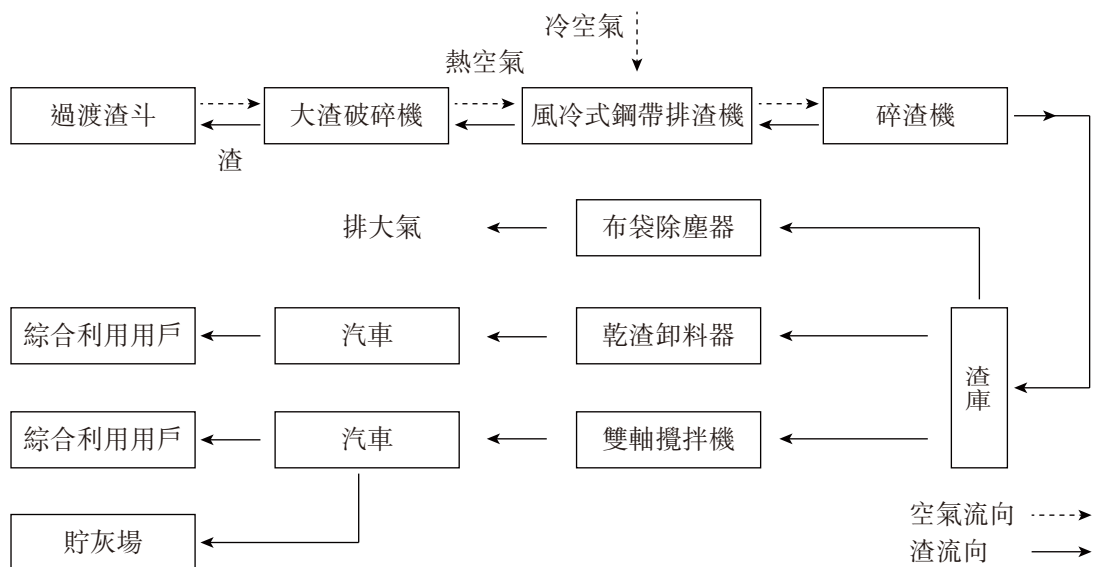 冷空氣
熱空氣
過渡渣斗
大渣破碎機
風冷式鋼帶排渣機
碎渣機
渣
排大氣
布袋除塵器
綜合利用用戶
汽車
乾渣卸料器
渣庫
綜合利用用戶
汽車
雙軸攪拌機
貯灰場
空氣流向
渣流向